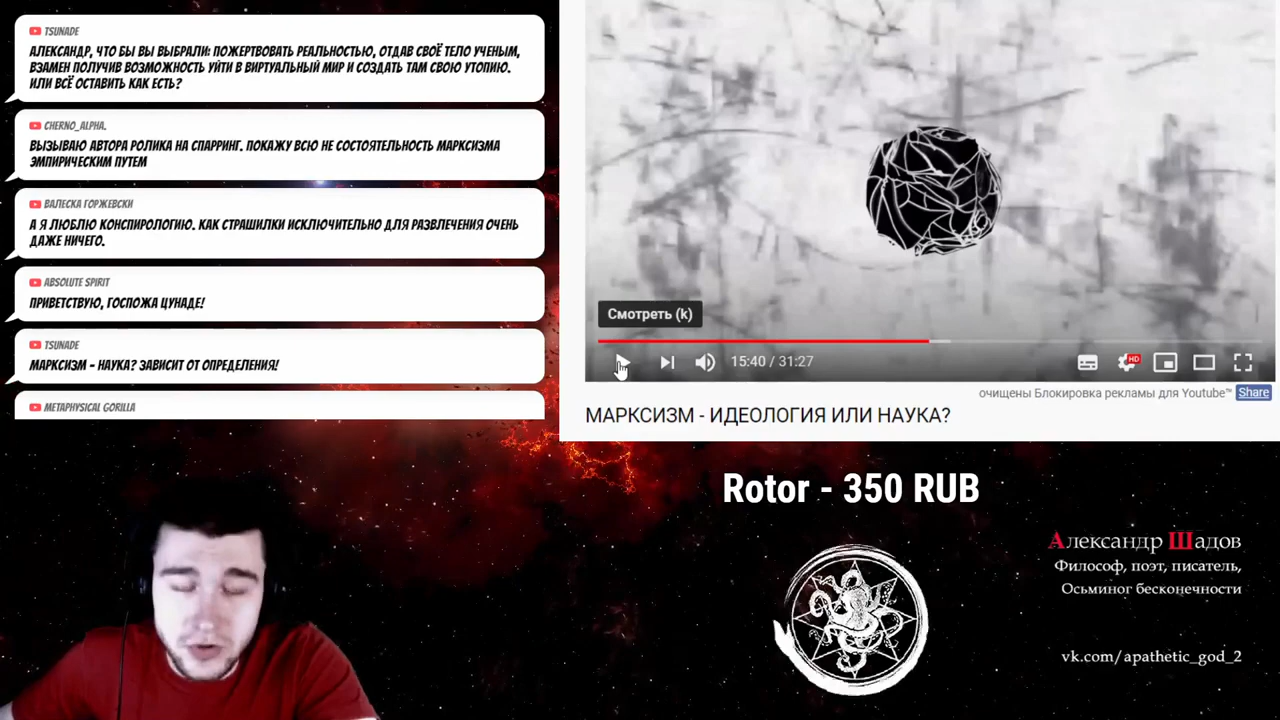 TSUNADE
АЛЕКСАНДР, ЧТО БЫ ВЫ ВЫБРАЛИ: ПОЖЕРТВОВАТЬ РЕАЛЬНОСТЬЮ, ОТДАВ СВОЁ ТЕЛО УЧЕНЫМ,
ВЗАМЕН ПОЛУЧИВ ВОЗМОЖНОСТЬ УЙТИ В ВИРТУАЛЬНЫЙ МИР И СОЗДАТЬ ТАМ СВОЮ УТОПИЮ.
ИЛИ ВСЁ ОСТАВИТЬ КАК ЕСТЬ?
CHERNO_ALPHA.
ВЫЗЫВАЮ АВТОРА РОЛИКА НА СПАРРИНГ. ПОКАЖУ ВСЮ НЕ СОСТОЯТЕЛЬНОСТЬ МАРКСИЗМА
ЭМПИРИЧЕСКИМ ПУТЕМ
ВАЛЕСКА ГОРЖЕВСКИ
А Я ЛЮБЛЮ КОНСПИРОЛОГИЮ. КАК СТРАШИЛКИ ИСКЛЮЧИТЕЛЬНО ДЛЯ РАЗВЛЕЧЕНИЯ ОЧЕНЬ
ДАЖЕ НИЧЕГО.
ABSOLUTE SPIRIT
ПРИВЕТСТВУЮ, ГОСПОЖА ЦУНАДЕ!
TSUNADE
МАРКСИЗМ - НАУКА? ЗАВИСИТ ОТ ОПРЕДЕЛЕНИЯ!
METAPHYSICAL GORILLA
Смотреть (k)
15:40 / 31:27
HD
очищены Блокировка рекламы для Youtube™ Share
МАРКСИЗМ - ИДЕОЛОГИЯ ИЛИ НАУКА?
Rotor - 350 RUB
Александр Шадов
Философ, поэт, писатель,
Осьминог бесконечности
vk.com/apathetic_god_2